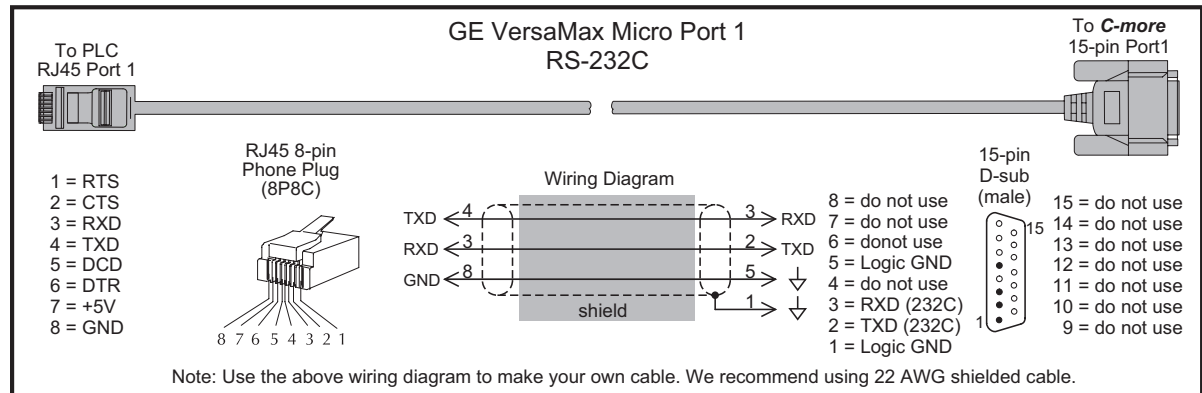 GE VersaMax Micro Port 1
RS-232C
To PLC
RJ45 Port 1
To C-more
15-pin Port1
1 = RTS
2 = CTS
3 = RXD
4 = TXD
5 = DCD
6 = DTR
7 = +5V
8 = GND
RJ45 8-pin
Phone Plug
(8P8C)
8 7 6 5 4 3 2 1
Wiring Diagram
TXD 4 3 RXD
RXD 3 2 TXD
GND 8 5
1
shield
8 = do not use
7 = do not use
6 = donot use
5 = Logic GND
4 = do not use
3 = RXD (232C)
2 = TXD (232C)
1 = Logic GND
15-pin
D-sub
(male)
15
1
15 = do not use
14 = do not use
13 = do not use
12 = do not use
11 = do not use
10 = do not use
9 = do not use
Note: Use the above wiring diagram to make your own cable. We recommend using 22 AWG shielded cable.